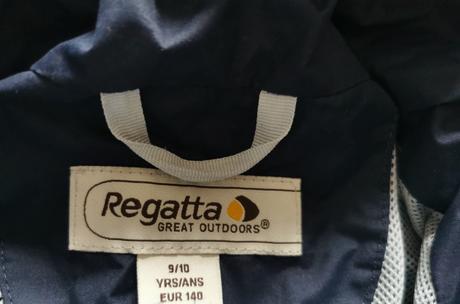 Regatta
GREAT OUTDOORS®
9/10
YRS/ANS
EUR 140